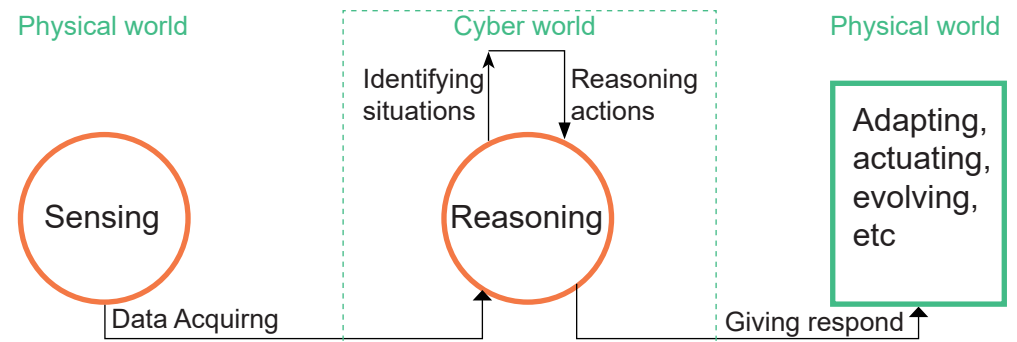 Physical world
Cyber world
Physical world
Identifying
situations
Reasoning
actions
Sensing
Reasoning
Adapting,
actuating,
evolving,
etc
Data Acquirng
Giving respond